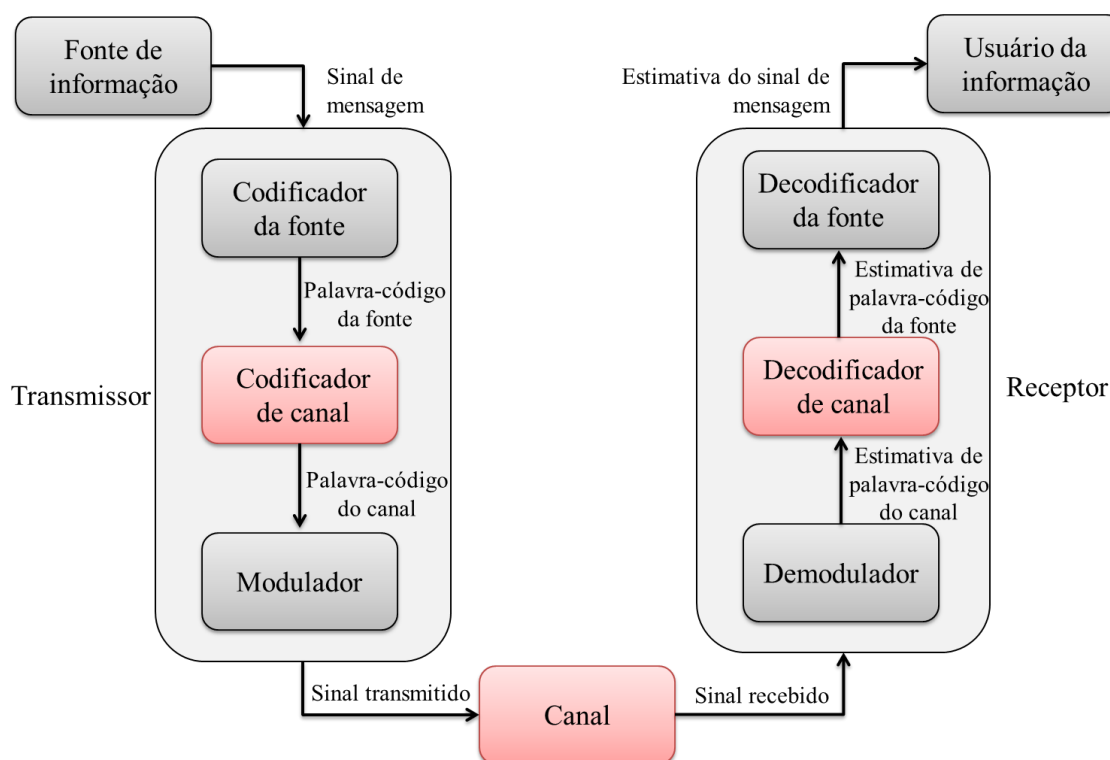 Fonte de
informação
Sinal de
mensagem
Codificador
da fonte
Palavra-código
da fonte
Transmissor
Codificador
de canal
Palavra-código
do canal
Modulador
Sinal transmitido
Canal
Sinal recebido
Usuário da
informação
Estimativa do sinal de
mensagem
Decodificador
da fonte
Estimativa de
palavra-código
da fonte
Decodificador
de canal
Receptor
Estimativa de
palavra-código
do canal
Demodulador